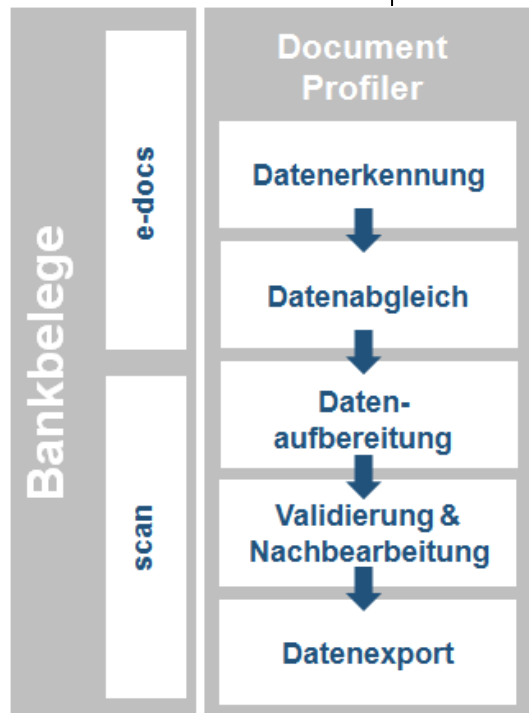 Bankbelege
e-docs
scan
Document
Profiler
Datenerkennung
Datenabgleich
Daten-
aufbereitung
Validierung &
Nachbearbeitung
Datenexport